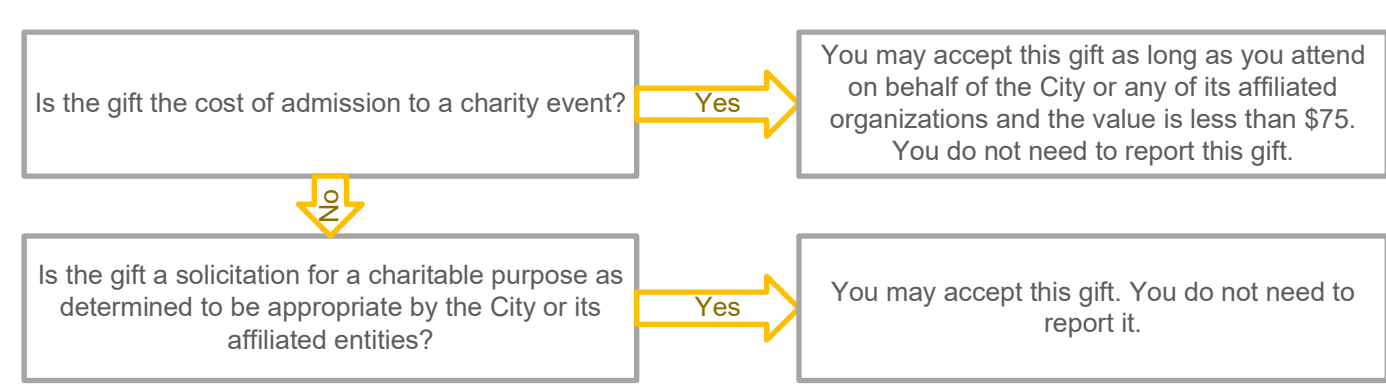 Is the gift the cost of admission to a charity event?
Yes
You may accept this gift as long as you attend
on behalf of the City or any of its affiliated
organizations and the value is less than $75.
You do not need to report this gift.
No
Is the gift a solicitation for a charitable purpose as
determined to be appropriate by the City or its
affiliated entities?
Yes
You may accept this gift. You do not need to
report it.